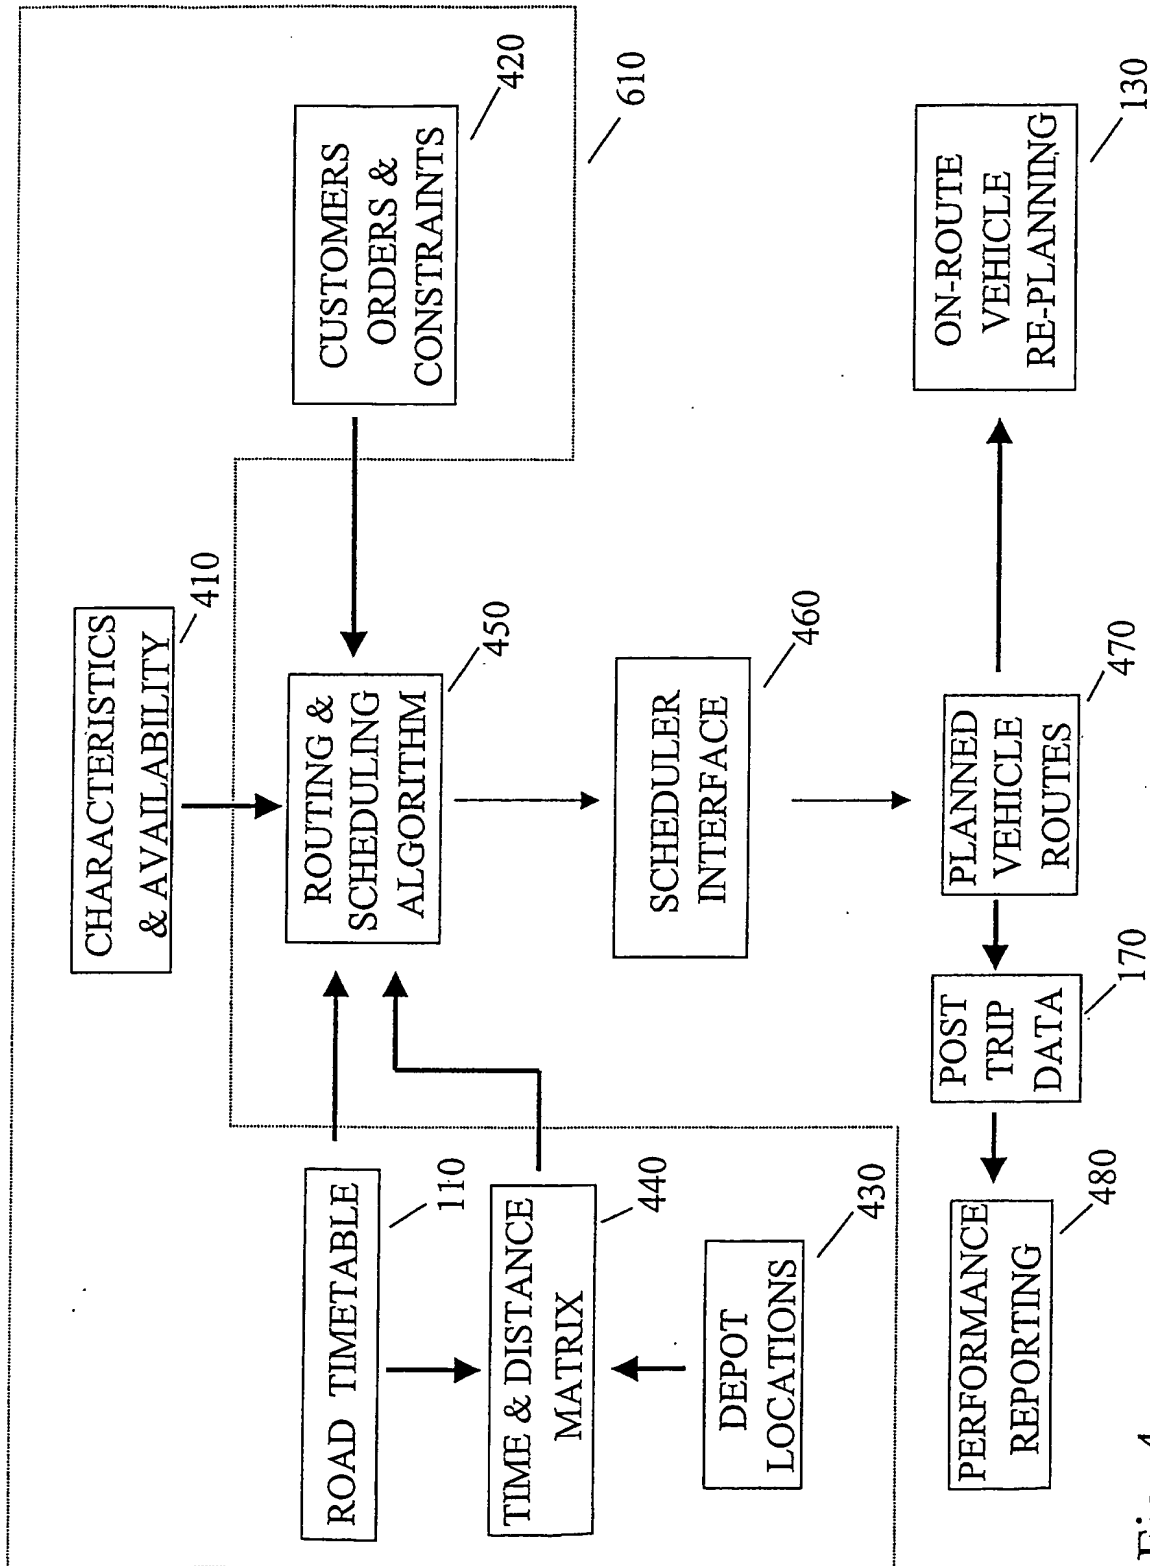 CHARACTERISTICS
& AVAILABILITY
410
ROAD TIMETABLE
110
ROUTING &
SCHEDULING
ALGORITHM
450
CUSTOMERS
ORDERS &
CONSTRAINTS
420
610
TIME & DISTANCE
MATRIX
440
DEPOT
LOCATIONS
430
SCHEDULER
INTERFACE
460
PERFORMANCE
REPORTING
480
POST
TRIP
DATA
170
PLANNED
VEHICLE
ROUTES
470
ON-ROUTE
VEHICLE
RE-PLANNING
130